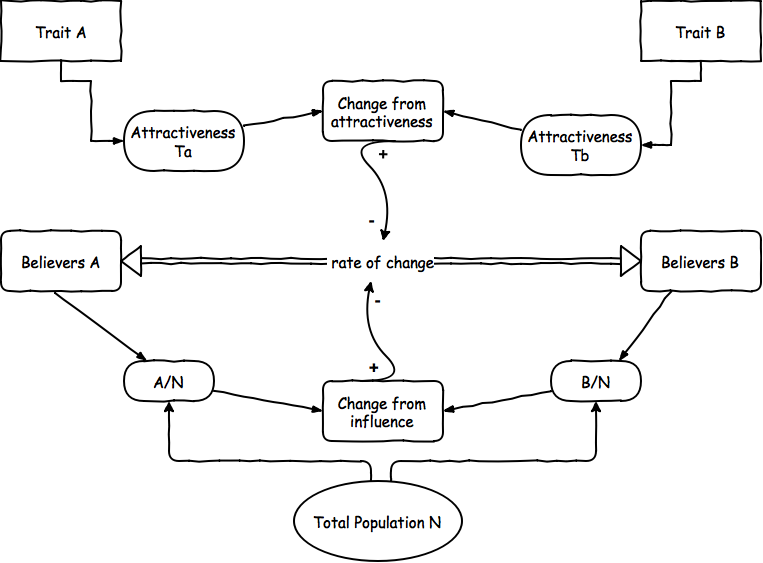 Trait A
Trait B
Change from
attractiveness
Attractiveness
Ta
Attractiveness
Tb
+
-
Believers A
rate of change
Believers B
-
+
A/N
B/N
Change from
influence
Total Population N